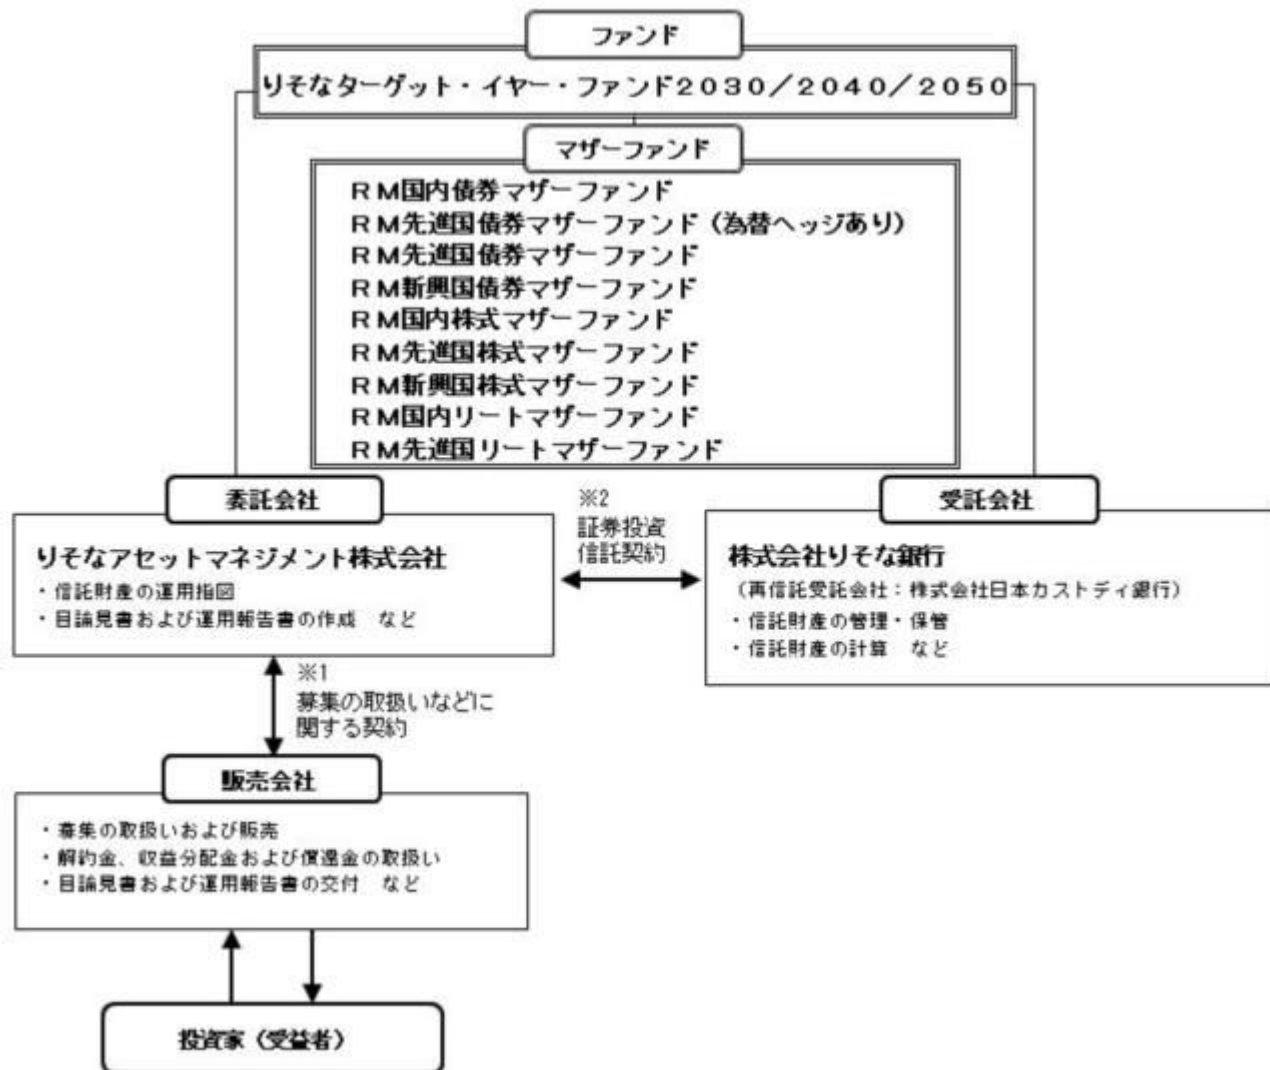 ファンド
りそなターゲット・イヤー・ファンド２０３０／２０４０／２０５０
マザーファンド
ＲＭ国内債券マザーファンド
ＲＭ先進国債券マザーファンド（為替ヘッジあり）
ＲＭ先進国債券マザーファンド
ＲＭ新興国債券マザーファンド
ＲＭ国内株式マザーファンド
ＲＭ先進国株式マザーファンド
ＲＭ新興国株式マザーファンド
ＲＭ国内リートマザーファンド
ＲＭ先進国リートマザーファンド
委託会社
りそなアセットマネジメント株式会社
・信託財産の運用指図
・目論見書および運用報告書の作成　など
※2
証券投資
信託契約
受託会社
株式会社りそな銀行
（再信託受託会社：株式会社日本カストディ銀行）
・信託財産の管理・保管
・信託財産の計算　など
※1
募集の取扱いなどに
関する契約
販売会社
・募集の取扱いおよび販売
・解約金、収益分配金および償還金の取扱い
・目論見書および運用報告書の交付　など
投資家（受益者）